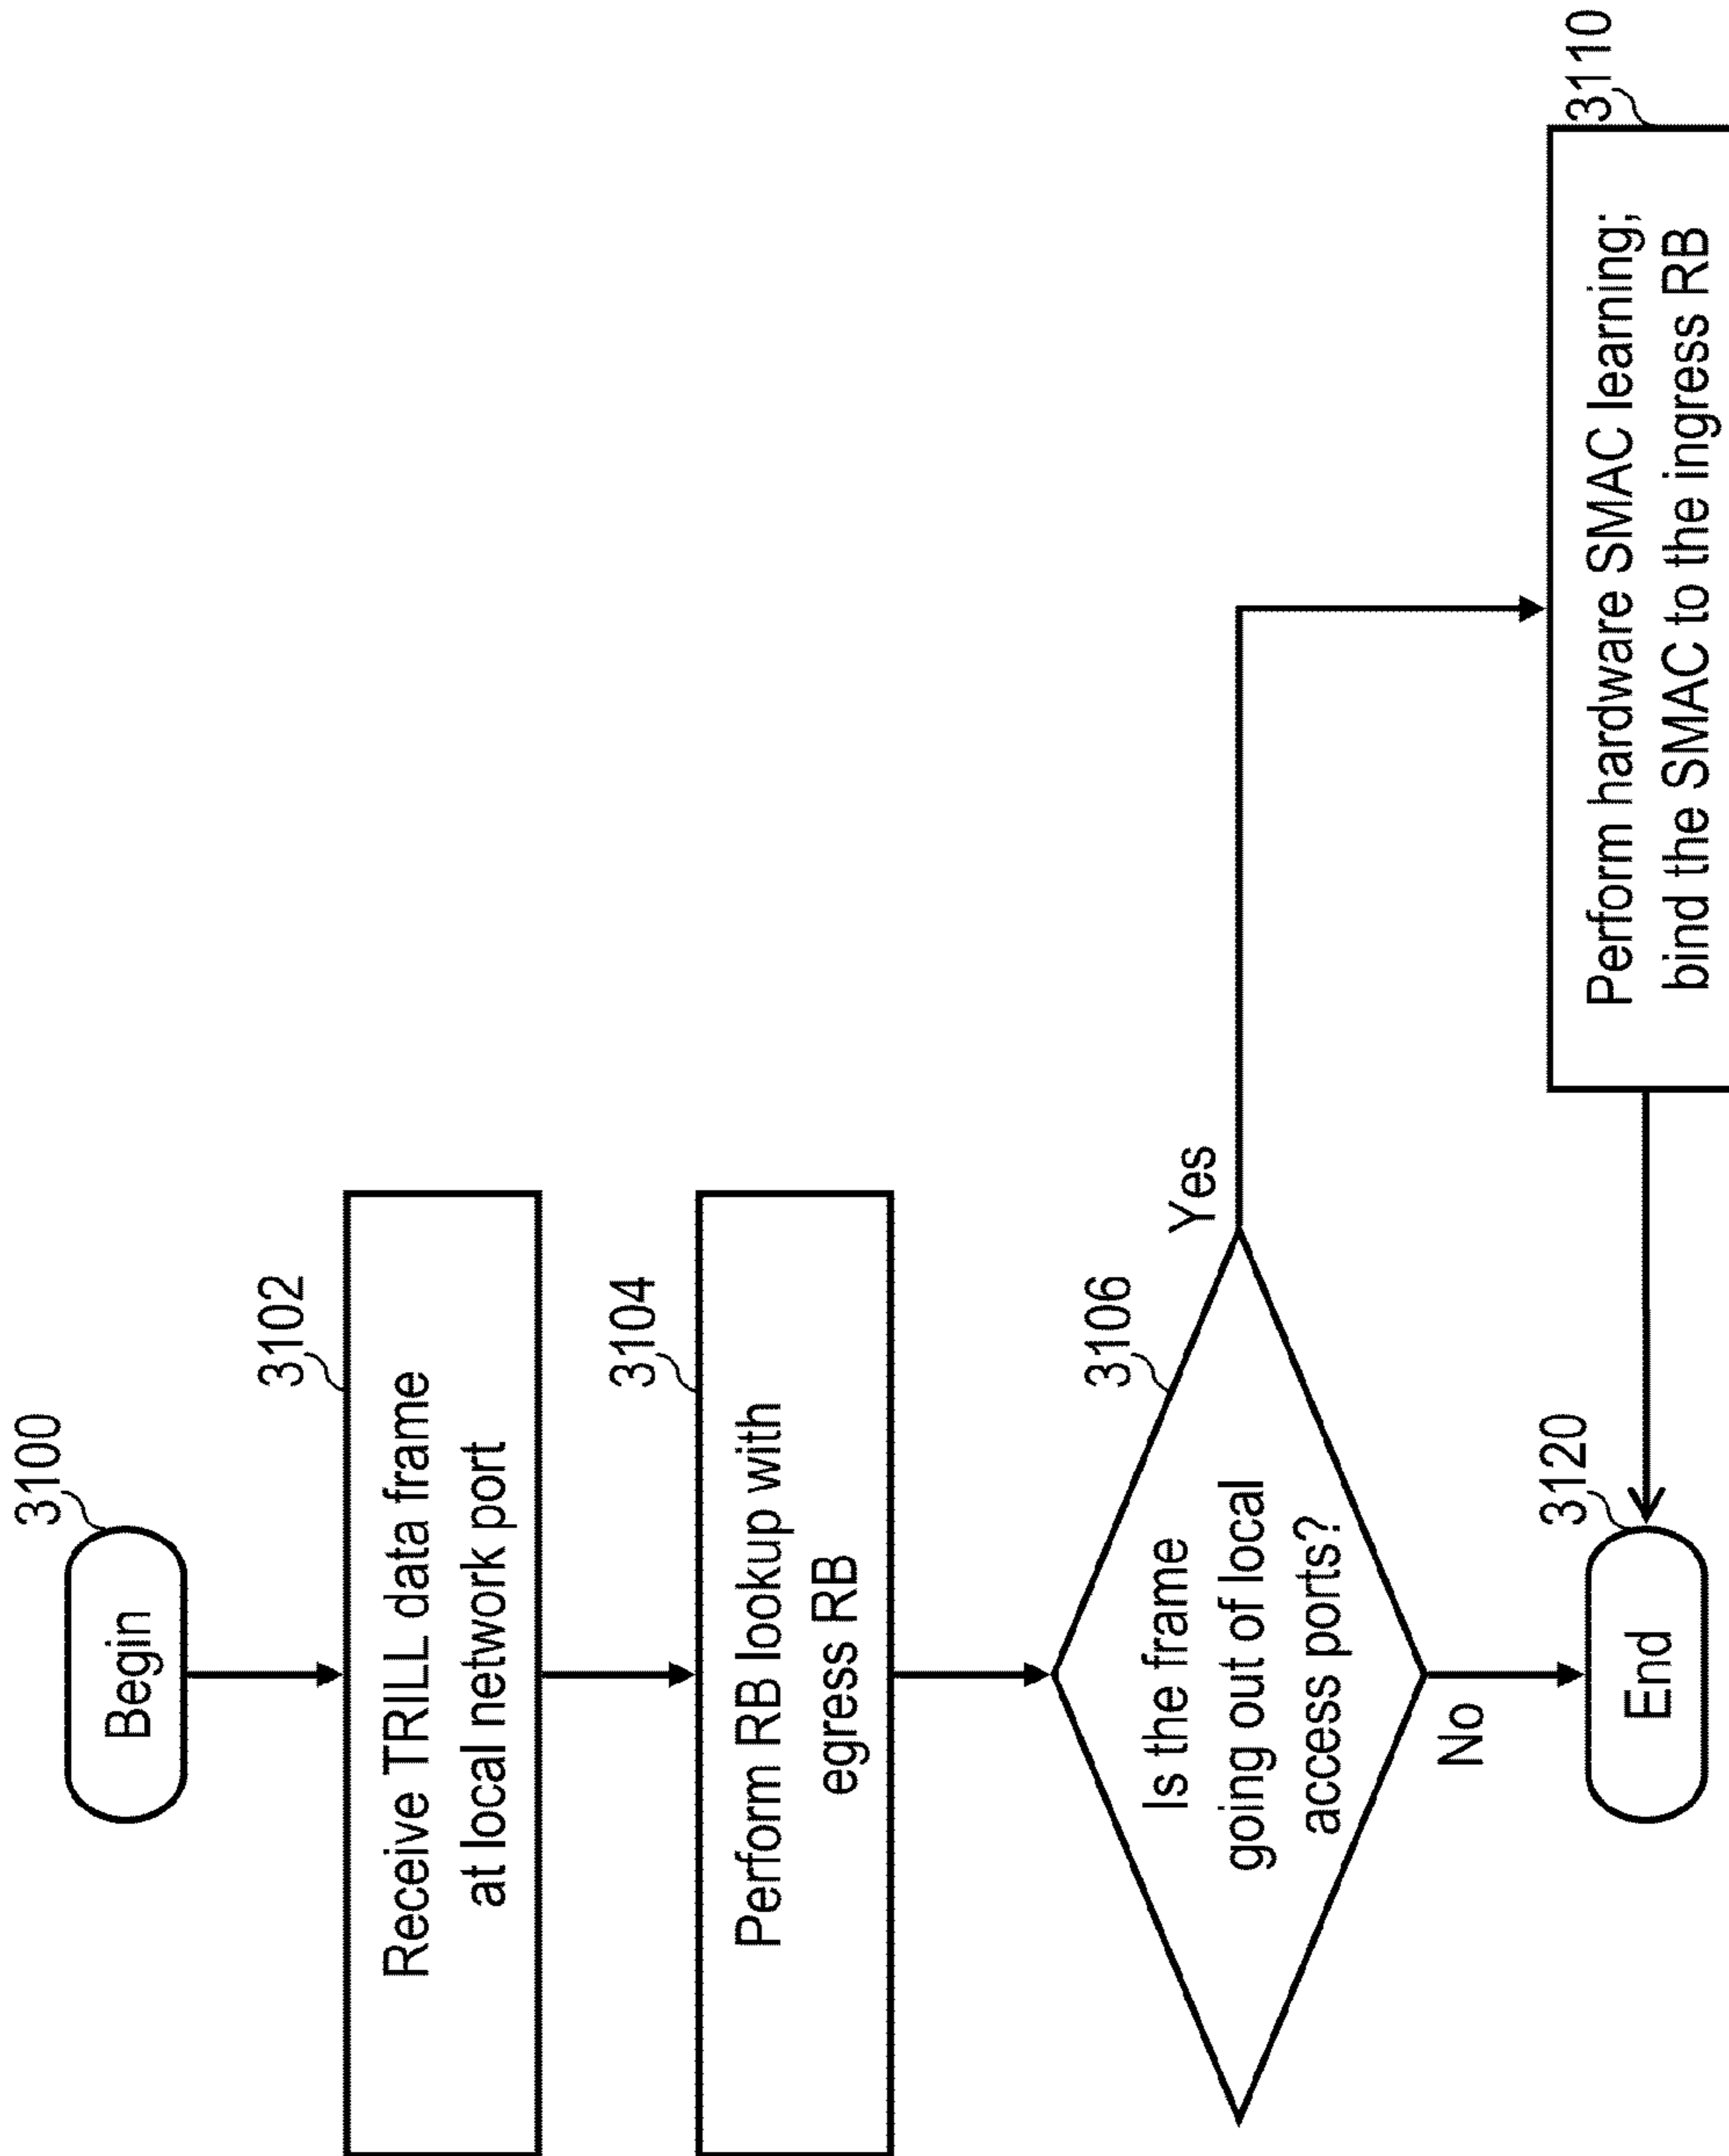 3100
Begin
3102
Receive TRILL data frame
at local network port
3104
Perform RB lookup with
egress RB
3106
Is the frame
going out of local
access ports?
Yes
No
3110
Perform hardware SMAC learning;
bind the SMAC to the ingress RB
3120
End